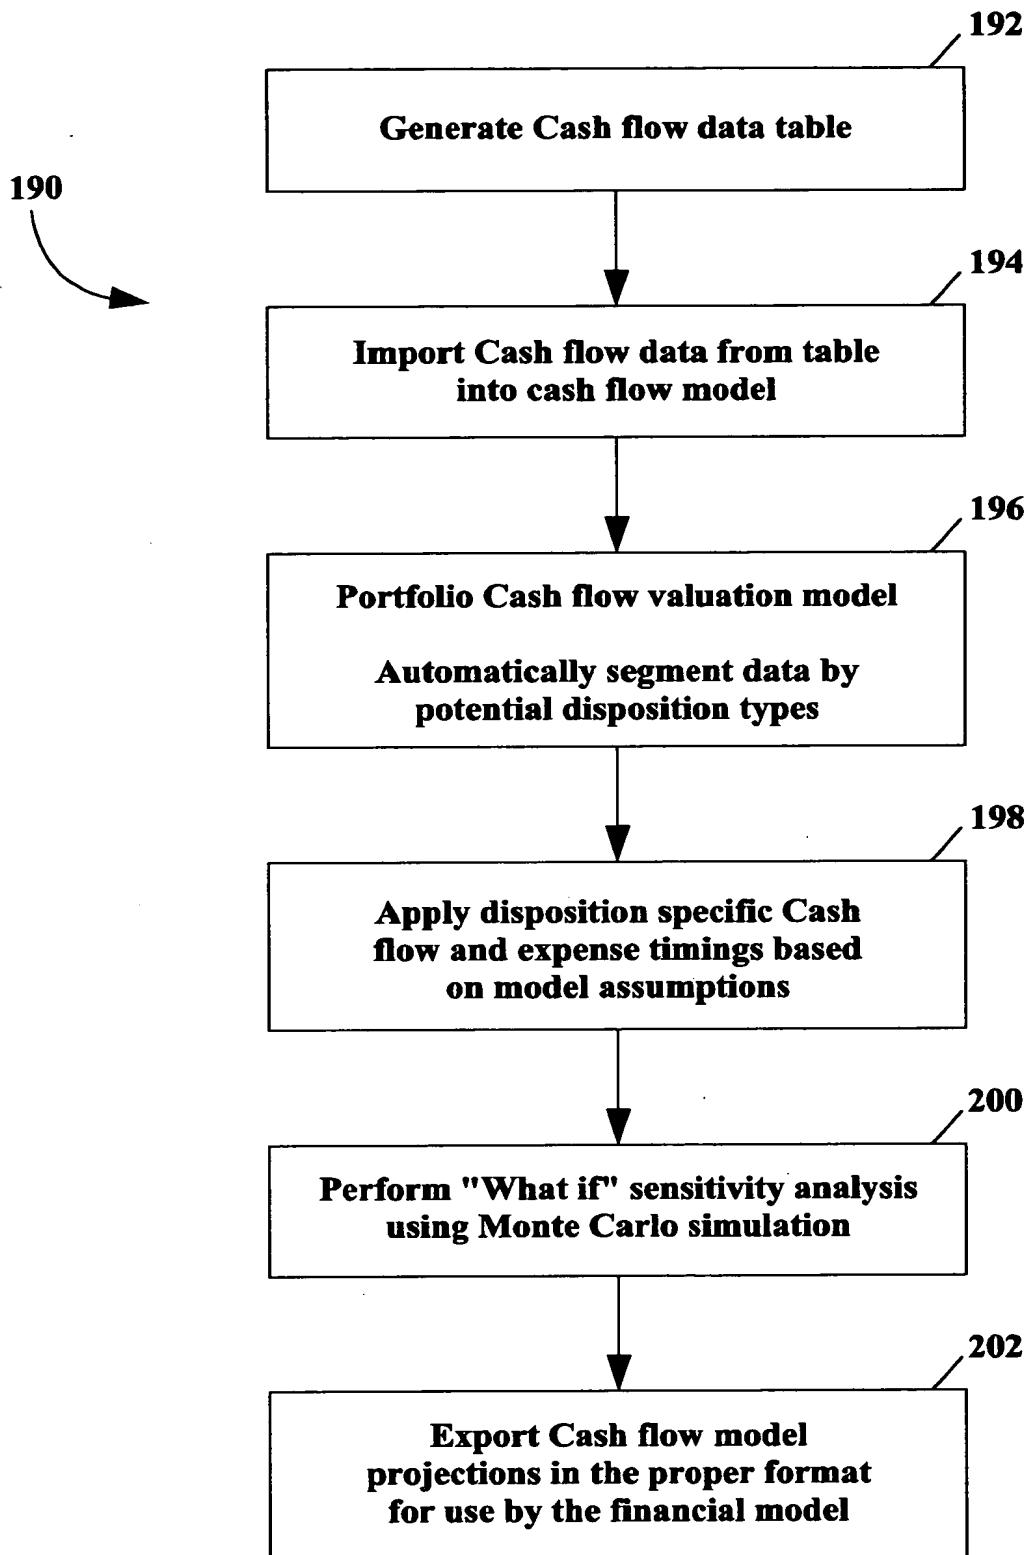 192
Generate Cash flow data table
190
194
Import Cash flow data from table
into cash flow model
196
Portfolio Cash flow valuation model
Automatically segment data by
potential disposition types
198
Apply disposition specific Cash
flow and expense timings based
on model assumptions
200
Perform "What if" sensitivity analysis
using Monte Carlo simulation
202
Export Cash flow model
projections in the proper format
for use by the financial model